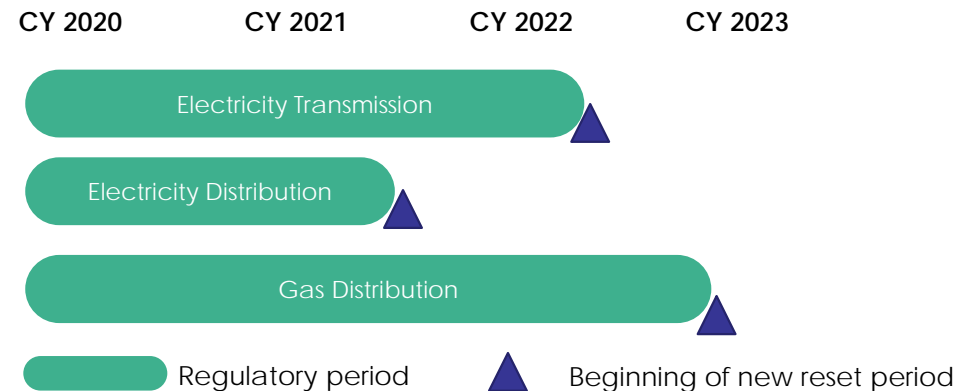 CY 2020 CY 2021 CY 2022 CY 2023
Electricity Transmission
Electricity Distribution
Gas Distribution
Regulatory period Beginning of new reset period